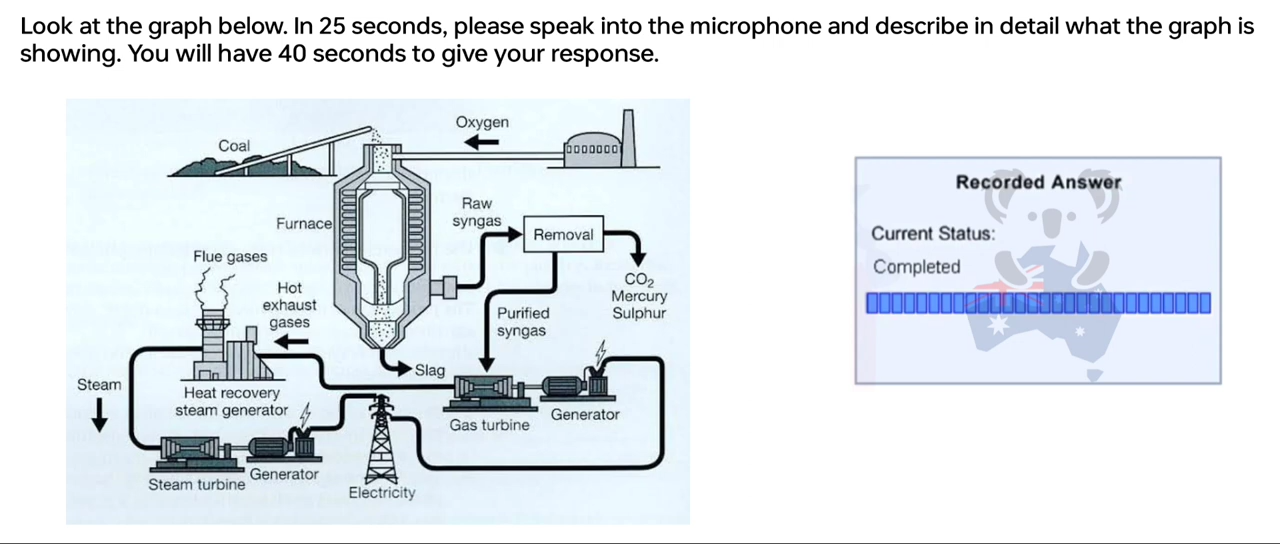 Look at the graph below. In 25 seconds, please speak into the microphone and describe in detail what the graph is
showing. You will have 40 seconds to give your response.
Oxygen
Coal
Raw
syngas
Furnace
Removal
Flue gases
Hot
exhaust
gases
CO₂
Mercury
Sulphur
Purified
syngas
Slag
Steam
Heat recovery
steam generator
Gas turbine
Generator
Steam turbine
Generator
Electricity
Recorded Answer
Current Status:
Completed